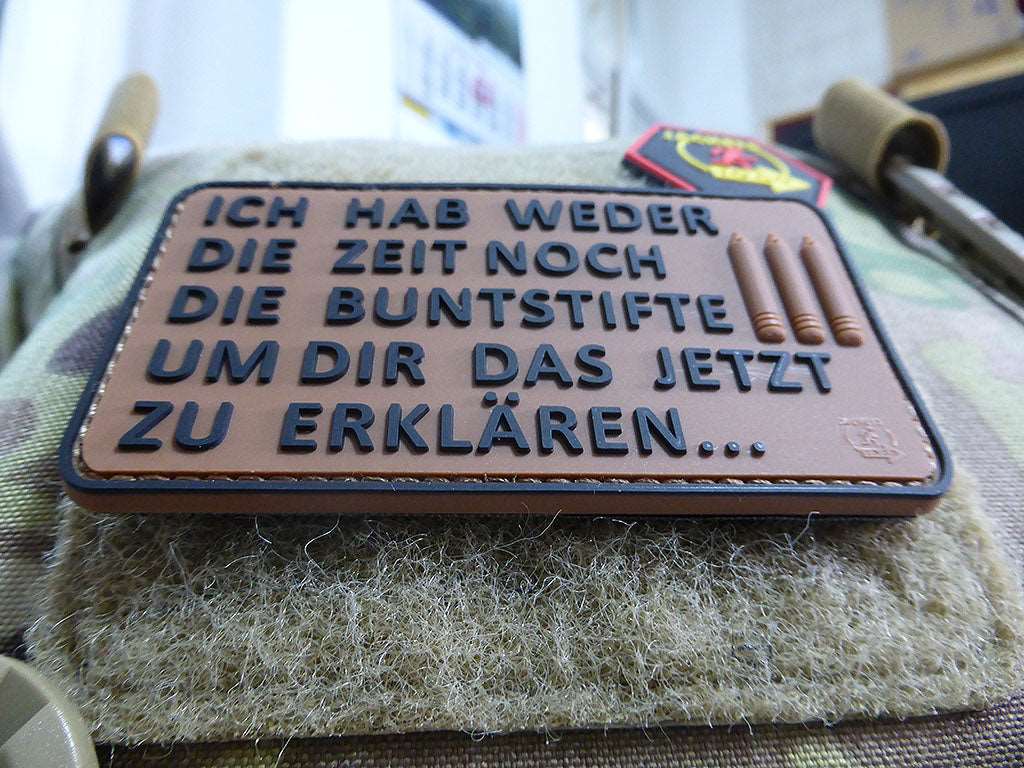 ICH HAB WEDER
DIE ZEIT NOCH
DIE BUNTSTIFTE
UM DIR DAS JETZT
ZU ERKLÄREN...